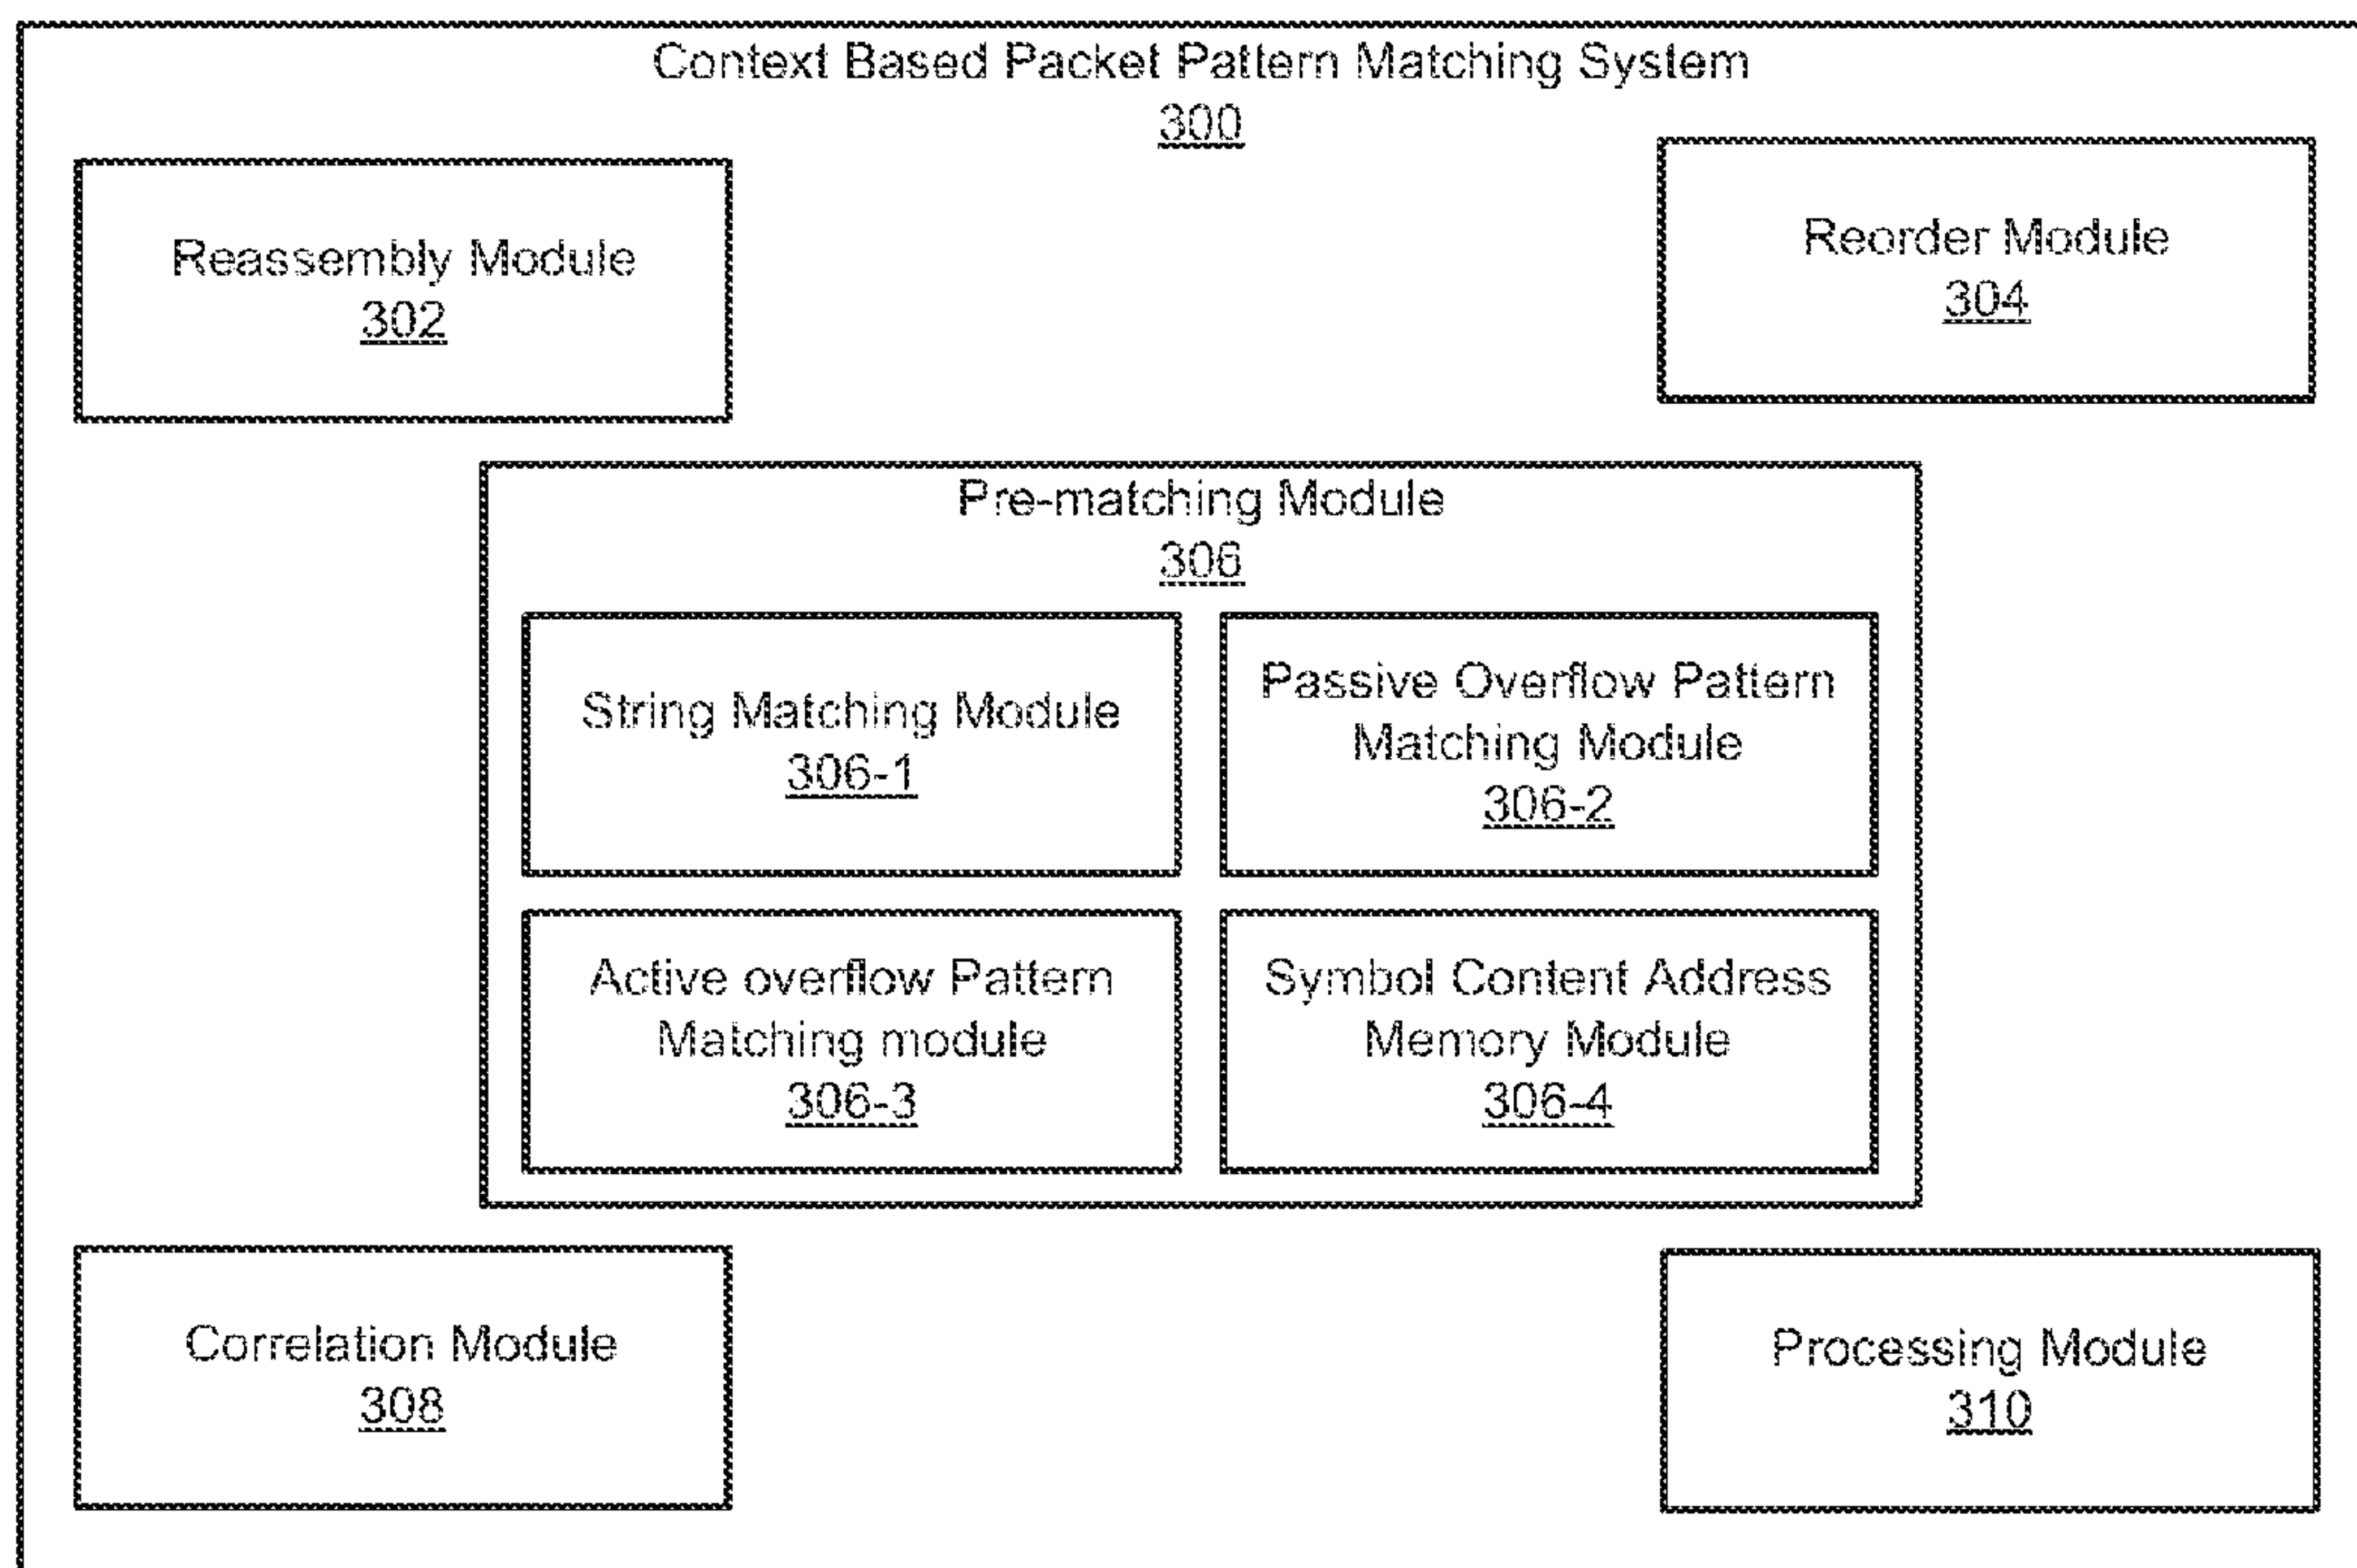 Context Based Packet Pattern Matching System
300
Reassembly Module
302
Reorder Module
304
Pre-matching Module
306
String Matching Module
306-1
Passive Overflow Pattern
Matching Module
306-2
Active overflow Pattern
Matching module
306-3
Symbol Content Address
Memory Module
306-4
Correlation Module
308
Processing Module
310